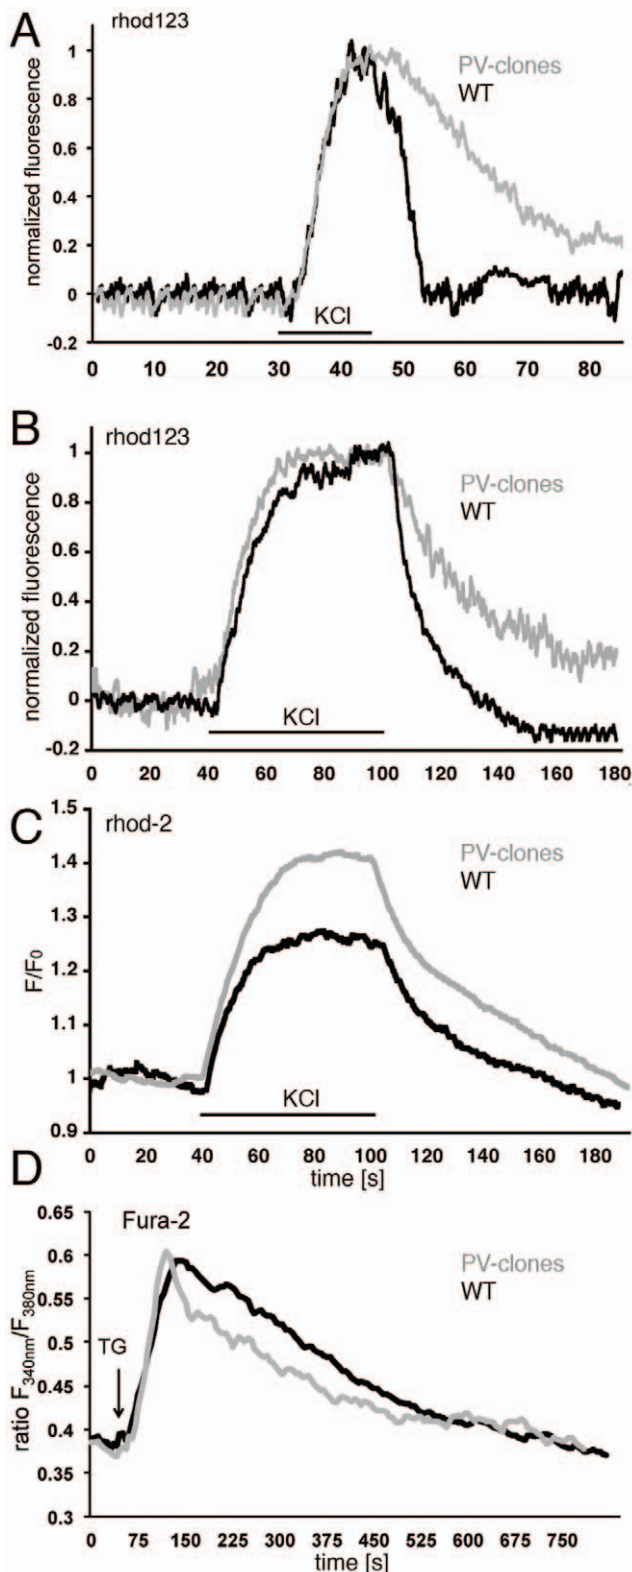 A
rhod123
normalized fluorescence
1
0.8
0.6
0.4
0.2
0
-0.2
PV-clones
WT
KCl
0 10 20 30 40 50 60 70 80
B
rhod123
normalized fluorescence
1
0.8
0.6
0.4
0.2
0
-0.2
PV-clones
WT
KCl
0 20 40 60 80 100 120 140 160 180
C
rhod-2
F/F0
1.5
1.4
1.3
1.2
1.1
1
0.9
PV-clones
WT
KCl
0 20 40 60 80 100 120 140 160 180
time [s]
D
Fura-2
ratio F340nm/F380nm
0.65
0.6
0.55
0.5
0.45
0.4
0.35
0.3
PV-clones
WT
TG
0 75 150 225 300 375 450 525 600 675 750
time [s]